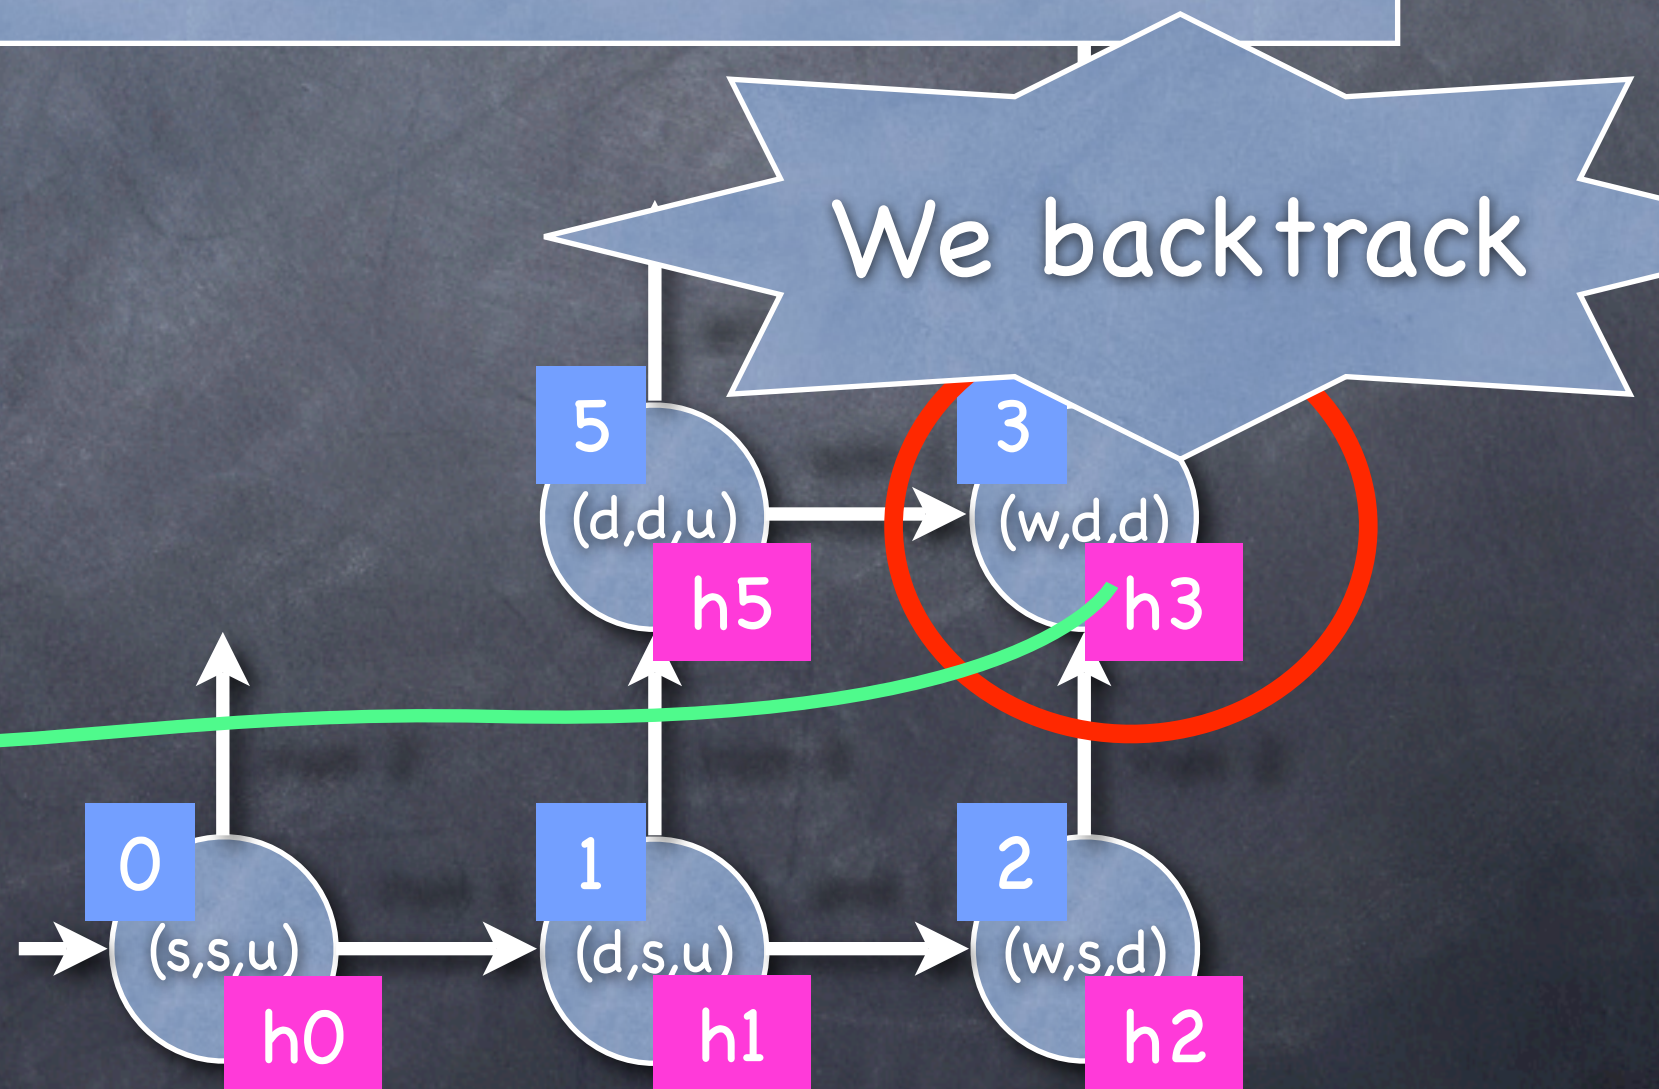 We backtrack
5
3
(d,d,u)
(w,d,d)
h5
h3
0
1
2
(s,s,u)
(d,s,u)
(w,s,d)
h0
h1
h2